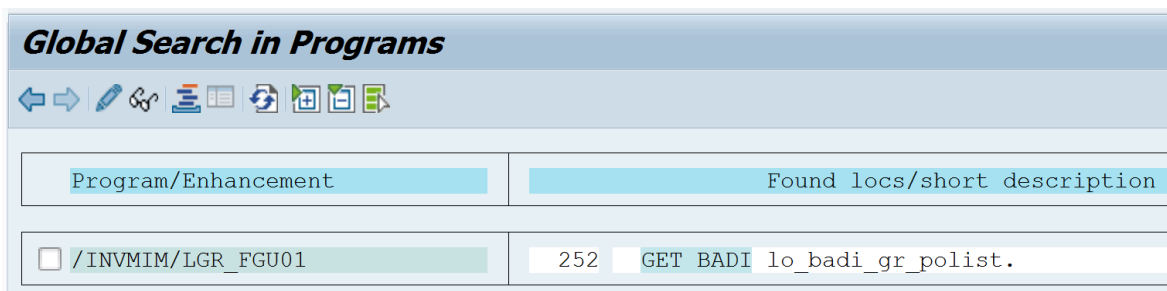 Global Search in Programs
Program/Enhancement Found locs/short description
/INVMIM/LGR_FGU01 252 GET BADI lo_badi_gr_polist.